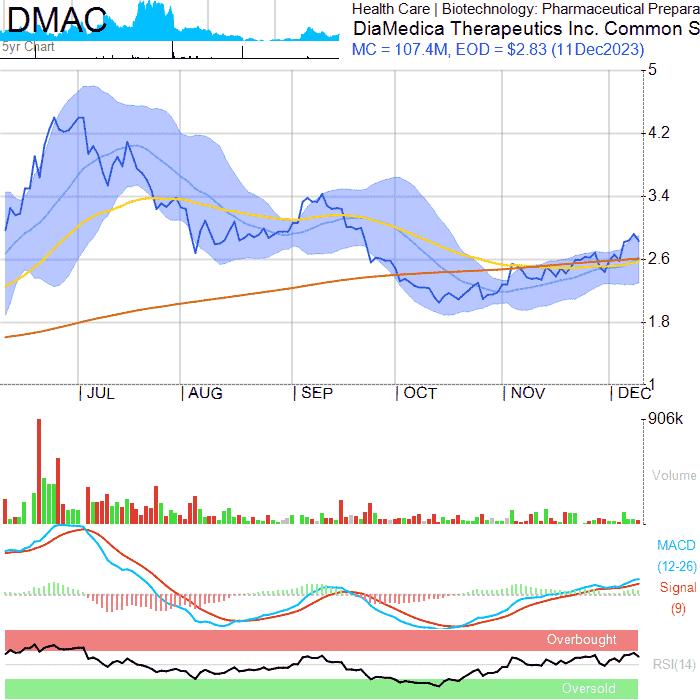 DMAC
5yr Chart
Health Care | Biotechnology: Pharmaceutical Prepara
DiaMedica Therapeutics Inc. Common S
MC = 107.4M, EOD = $2.83 (11Dec2023)
5
4.2
3.4
2.6
1.8
1
JUL AUG SEP OCT NOV DEC
906k
Volume
MACD
(12-26)
Signal
(9)
Overbought
RSI(14)
Oversold